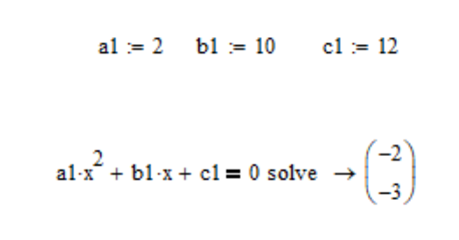 a1 := 2 b1 := 10 c1 := 12
a1·x² + b1·x + c1 = 0 solve → (−2
−3)